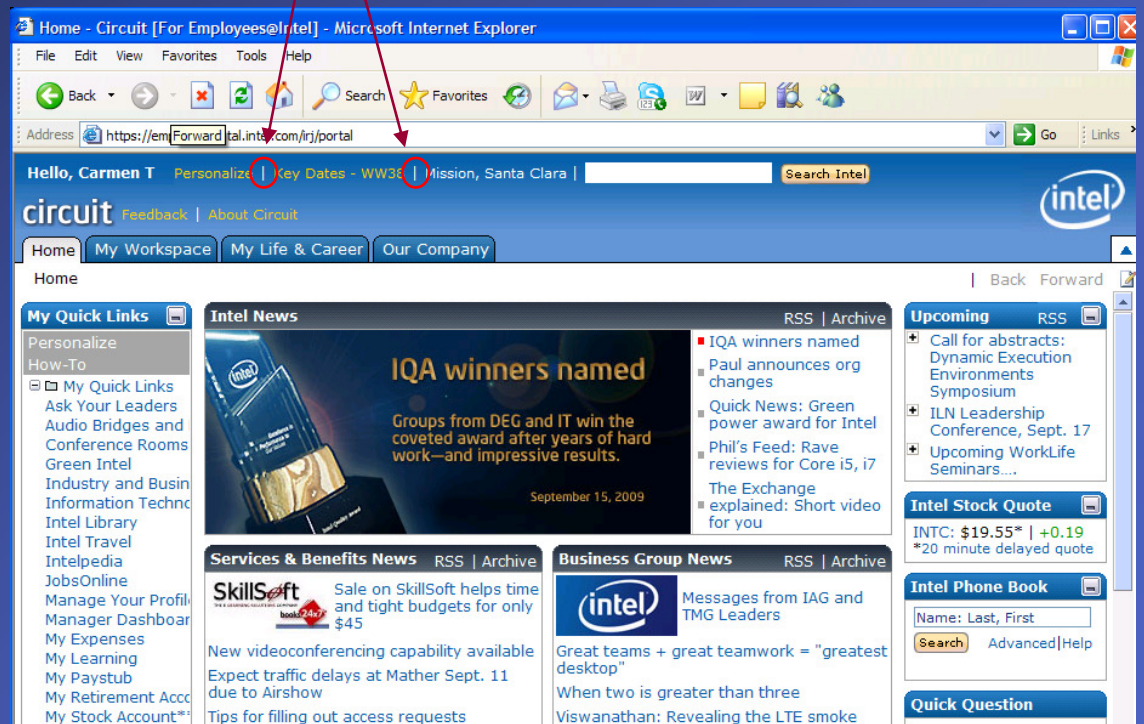 Home - Circuit [For Employees@Intel] - Microsoft Internet Explorer
File Edit View Favorites Tools Help
Back Search Favorites
Address https://em Forward tal.intel.com/irj/portal Go Links
Hello, Carmen T Personalize | Key Dates - WW38 | Mission, Santa Clara | Search Intel
circuit Feedback | About Circuit
intel
Home My Workspace My Life & Career Our Company
Home | Back Forward
My Quick Links
Personalize
How-To
My Quick Links
Ask Your Leaders
Audio Bridges and
Conference Rooms
Green Intel
Industry and Busin
Information Techno
Intel Library
Intel Travel
Intelpedia
JobsOnline
Manage Your Profil
Manager Dashboar
My Expenses
My Learning
My Paystub
My Retirement Acc
My Stock Account**
Intel News RSS | Archive
intel
IQA winners named
Groups from DEG and IT win the
coveted award after years of hard
work—and impressive results.
September 15, 2009
IQA winners named
Paul announces org
changes
Quick News: Green
power award for Intel
Phil's Feed: Rave
reviews for Core i5, i7
The Exchange
explained: Short video
for you
Services & Benefits News RSS | Archive
SkillSoft
books24x7
Sale on SkillSoft helps time
and tight budgets for only
$45
New videoconferencing capability available
Expect traffic delays at Mather Sept. 11
due to Airshow
Tips for filling out access requests
Business Group News RSS | Archive
intel
Messages from IAG and
TMG Leaders
Great teams + great teamwork = "greatest
desktop"
When two is greater than three
Viswanathan: Revealing the LTE smoke
Upcoming RSS
Call for abstracts:
Dynamic Execution
Environments
Symposium
ILN Leadership
Conference, Sept. 17
Upcoming WorkLife
Seminars....
Intel Stock Quote
INTC: $19.55* | +0.19
*20 minute delayed quote
Intel Phone Book
Name: Last, First
Search Advanced|Help
Quick Question